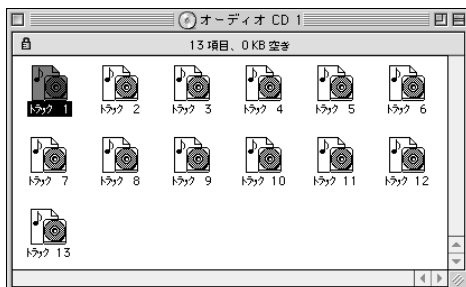 オーディオ CD 1
13 項目、0 KB 空き
トラック 1 トラック 2 トラック 3 トラック 4 トラック 5 トラック 6
トラック 7 トラック 8 トラック 9 トラック 10 トラック 11 トラック 12
トラック 13